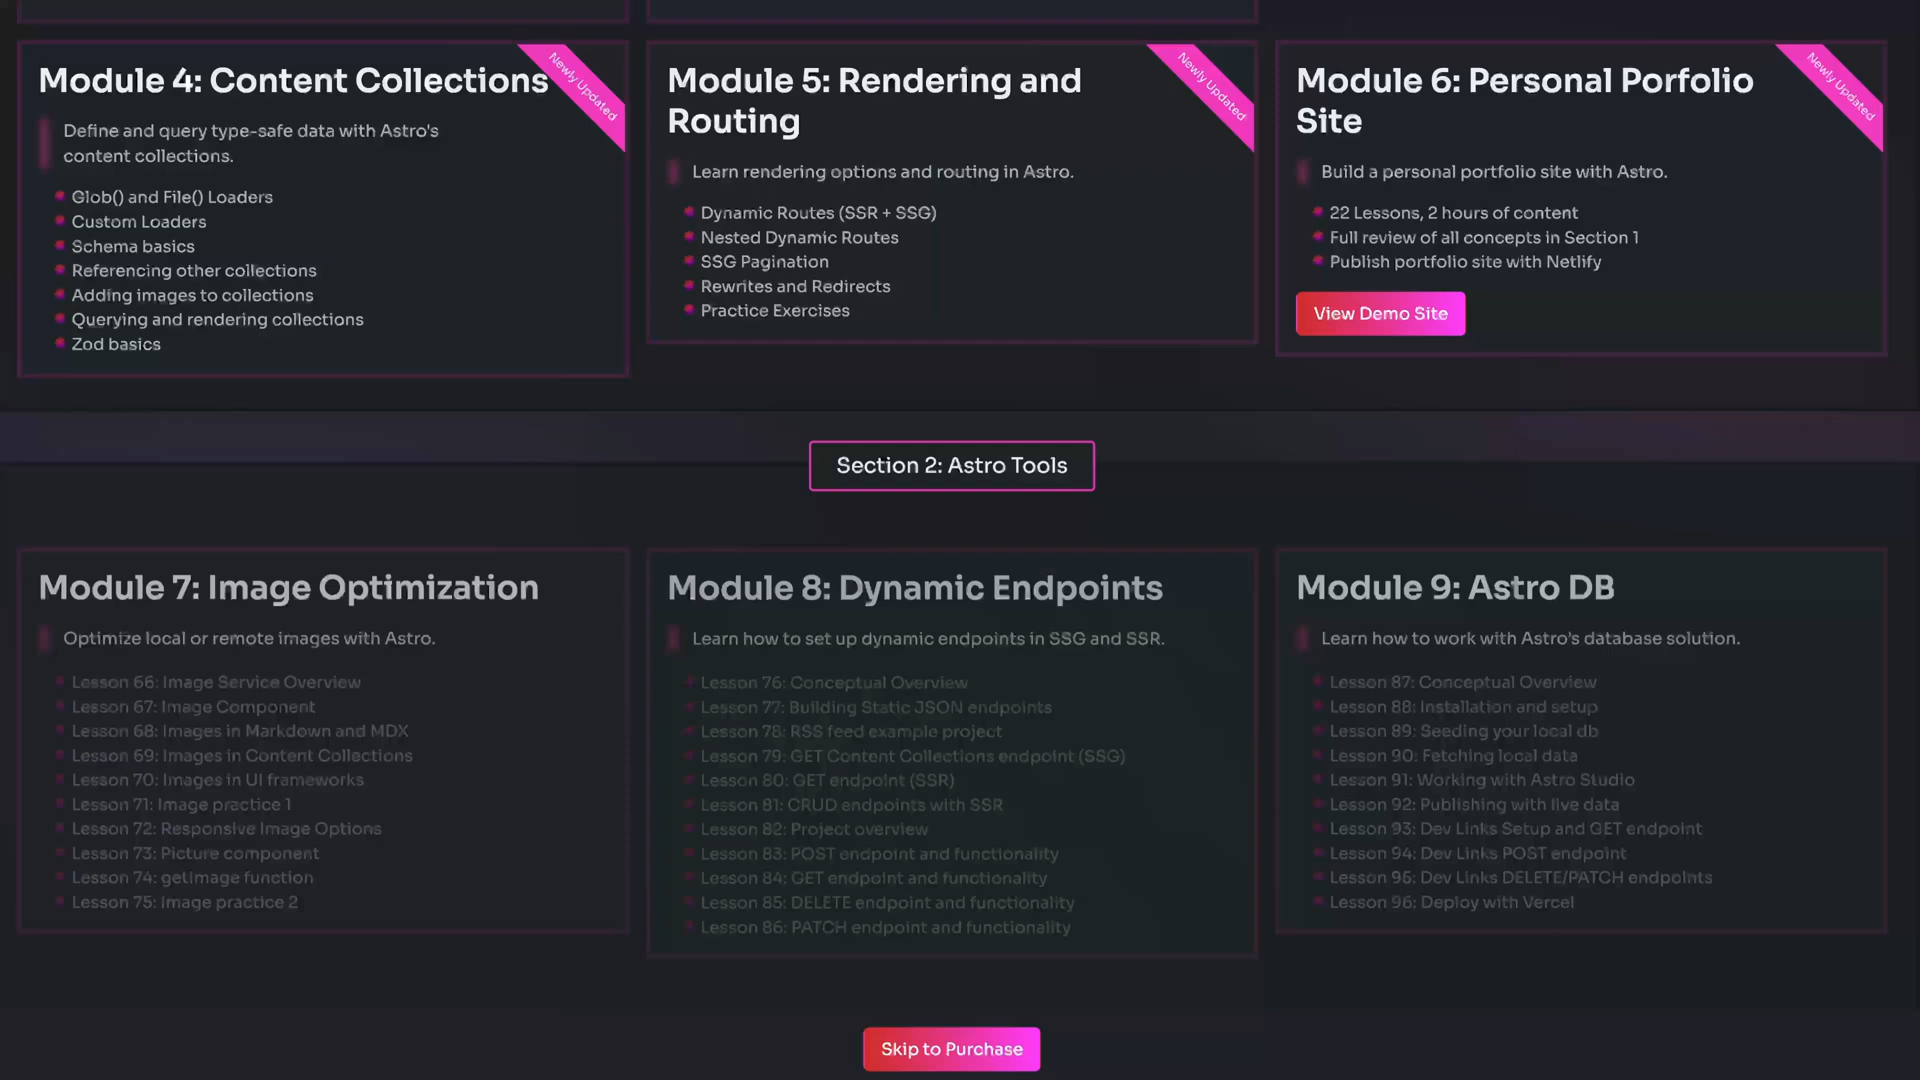 Module 4: Content Collections
Newly Updated
Define and query type-safe data with Astro's
content collections.
Glob() and File() Loaders
Custom Loaders
Schema basics
Referencing other collections
Adding images to collections
Querying and rendering collections
Zod basics
Module 5: Rendering and
Routing
Newly Updated
Learn rendering options and routing in Astro.
Dynamic Routes (SSR + SSG)
Nested Dynamic Routes
SSG Pagination
Rewrites and Redirects
Practice Exercises
Module 6: Personal Porfolio
Site
Newly Updated
Build a personal portfolio site with Astro.
22 Lessons, 2 hours of content
Full review of all concepts in Section 1
Publish portfolio site with Netlify
View Demo Site
Section 2: Astro Tools
Module 7: Image Optimization
Optimize local or remote images with Astro.
Lesson 66: Image Service Overview
Lesson 67: Image Component
Lesson 68: Images in Markdown and MDX
Lesson 69: Images in Content Collections
Lesson 70: Images in UI frameworks
Lesson 71: Image practice 1
Lesson 72: Responsive Image Options
Lesson 73: Picture component
Lesson 74: getImage function
Lesson 75: Image practice 2
Module 8: Dynamic Endpoints
Learn how to set up dynamic endpoints in SSG and SSR.
Lesson 76: Conceptual Overview
Lesson 77: Building Static JSON endpoints
Lesson 78: RSS feed example project
Lesson 79: GET Content Collections endpoint (SSG)
Lesson 80: GET endpoint (SSR)
Lesson 81: CRUD endpoints with SSR
Lesson 82: Project overview
Lesson 83: POST endpoint and functionality
Lesson 84: GET endpoint and functionality
Lesson 85: DELETE endpoint and functionality
Lesson 86: PATCH endpoint and functionality
Module 9: Astro DB
Learn how to work with Astro's database solution.
Lesson 87: Conceptual Overview
Lesson 88: Installation and setup
Lesson 89: Seeding your local db
Lesson 90: Fetching local data
Lesson 91: Working with Astro Studio
Lesson 92: Publishing with live data
Lesson 93: Dev Links Setup and GET endpoint
Lesson 94: Dev Links POST endpoint
Lesson 95: Dev Links DELETE/PATCH endpoints
Lesson 96: Deploy with Vercel
Skip to Purchase